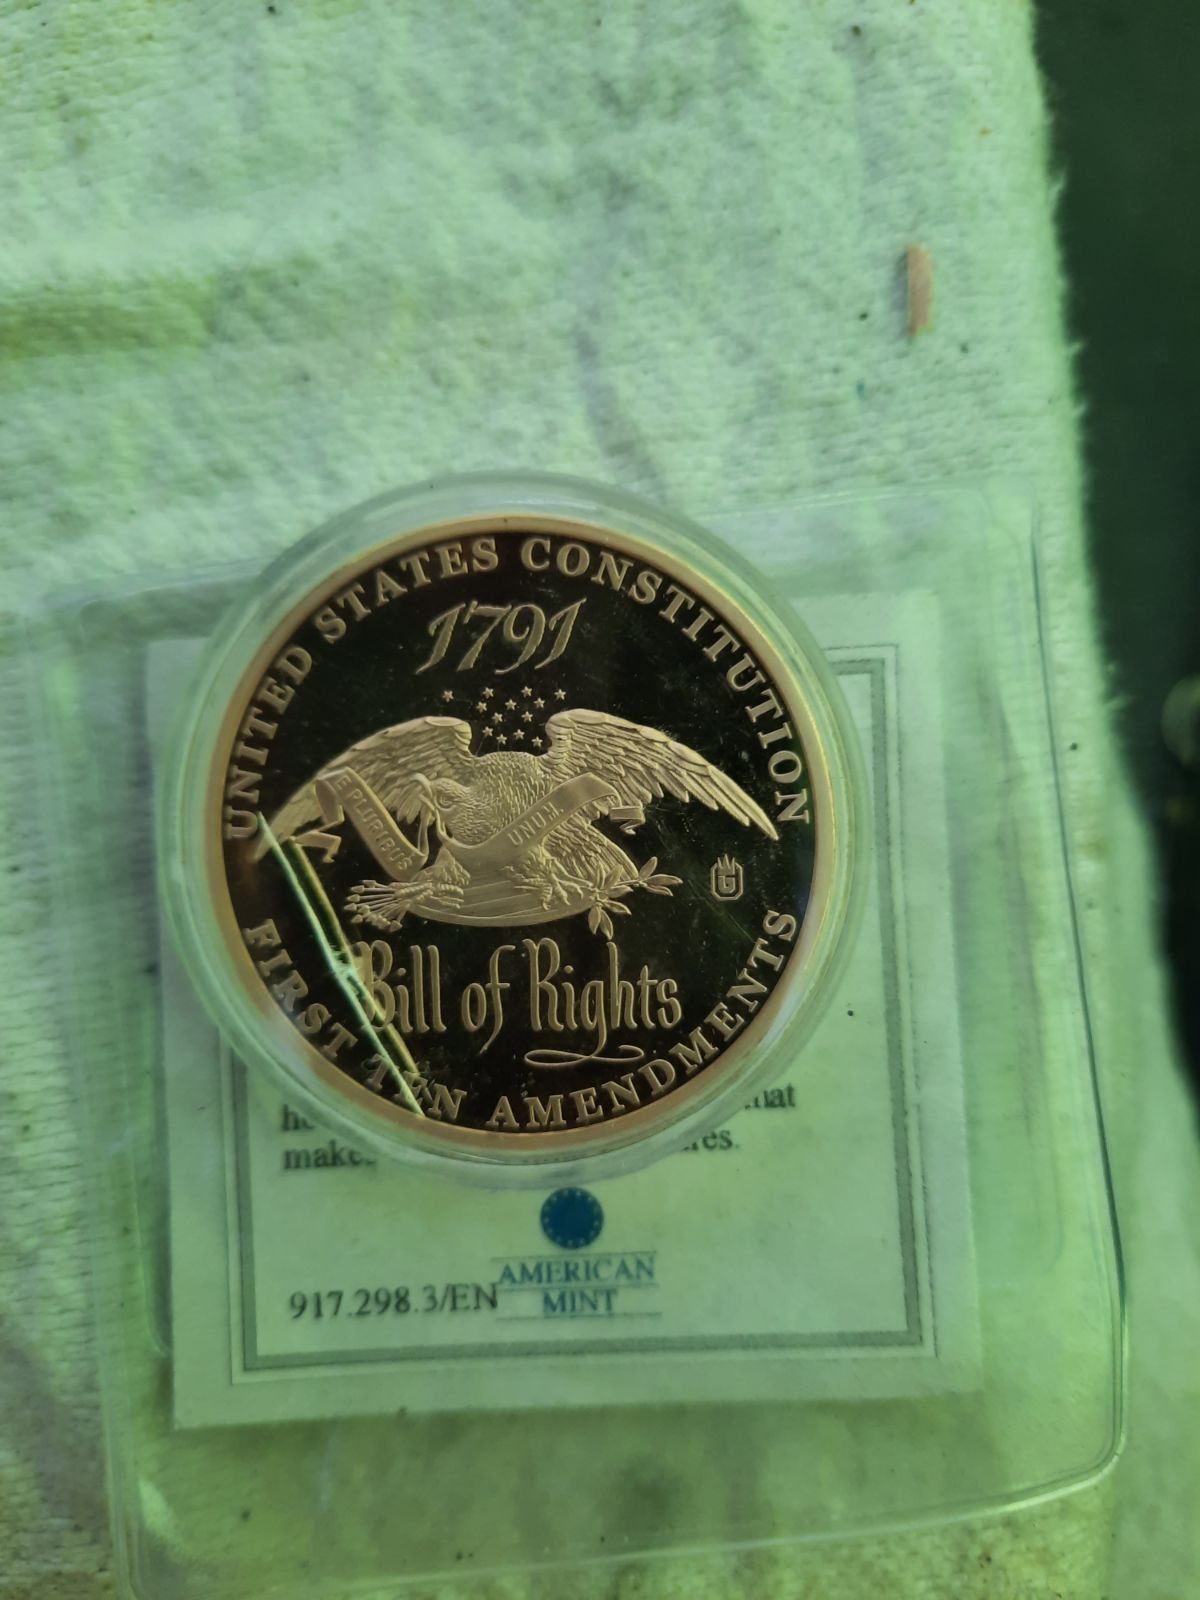 UNITED STATES CONSTITUTION
1791
E PLURIBUS UNUM
G
Bill of Rights
FIRST TEN AMENDMENTS
917.298.3/EN
AMERICAN
MINT